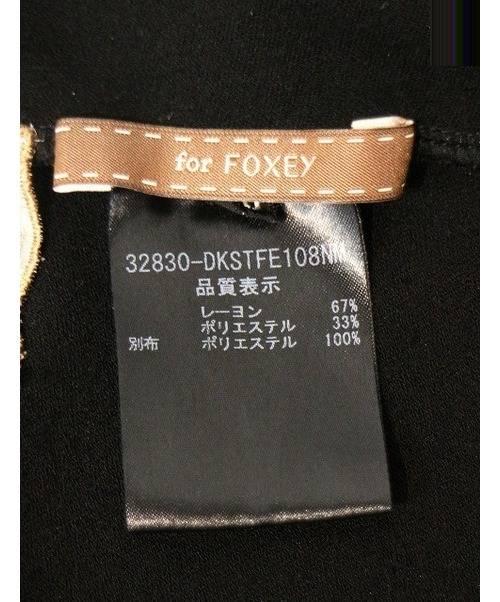 for FOXEY
32830-DKSTFE108NM
品質表示
レーヨン 67%
ポリエステル 33%
別布 ポリエステル 100%